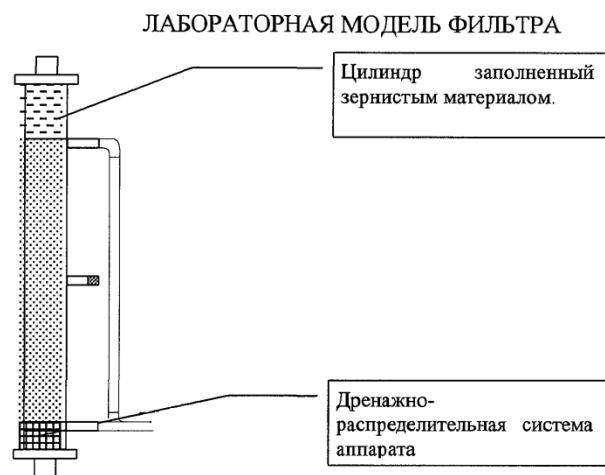 ЛАБОРАТОРНАЯ МОДЕЛЬ ФИЛЬТРА
Цилиндр заполненный
зернистым материалом.
Дренажно-
распределительная система
аппарата